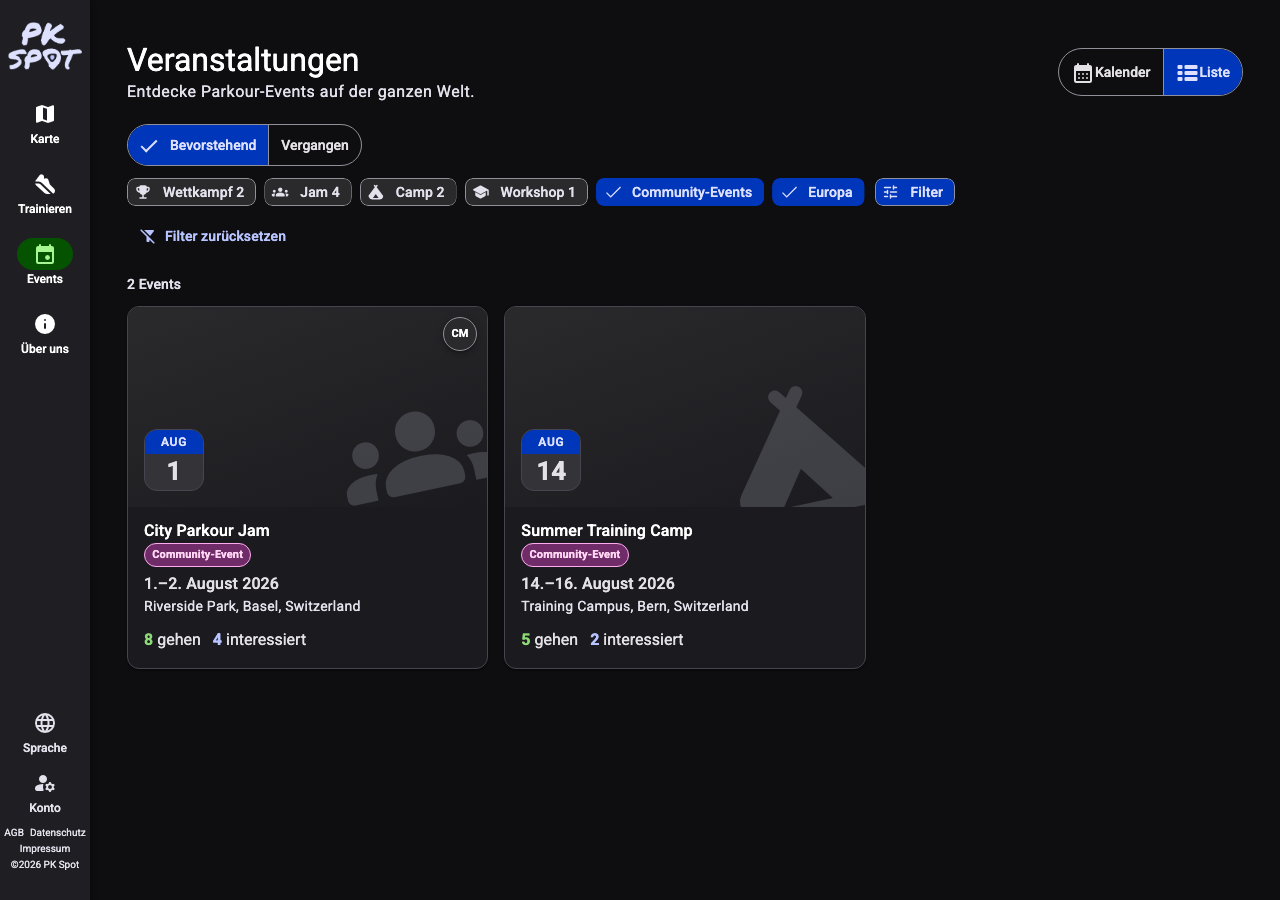 PK
SPOT
Karte
Trainieren
Events
Über uns
Sprache
Konto
AGB Datenschutz
Impressum
©2026 PK Spot
Veranstaltungen
Entdecke Parkour-Events auf der ganzen Welt.
Kalender
Liste
Bevorstehend
Vergangen
Wettkampf 2
Jam 4
Camp 2
Workshop 1
Community-Events
Europa
Filter
Filter zurücksetzen
2 Events
CM
AUG
1
City Parkour Jam
Community-Event
1.–2. August 2026
Riverside Park, Basel, Switzerland
8 gehen 4 interessiert
AUG
14
Summer Training Camp
Community-Event
14.–16. August 2026
Training Campus, Bern, Switzerland
5 gehen 2 interessiert